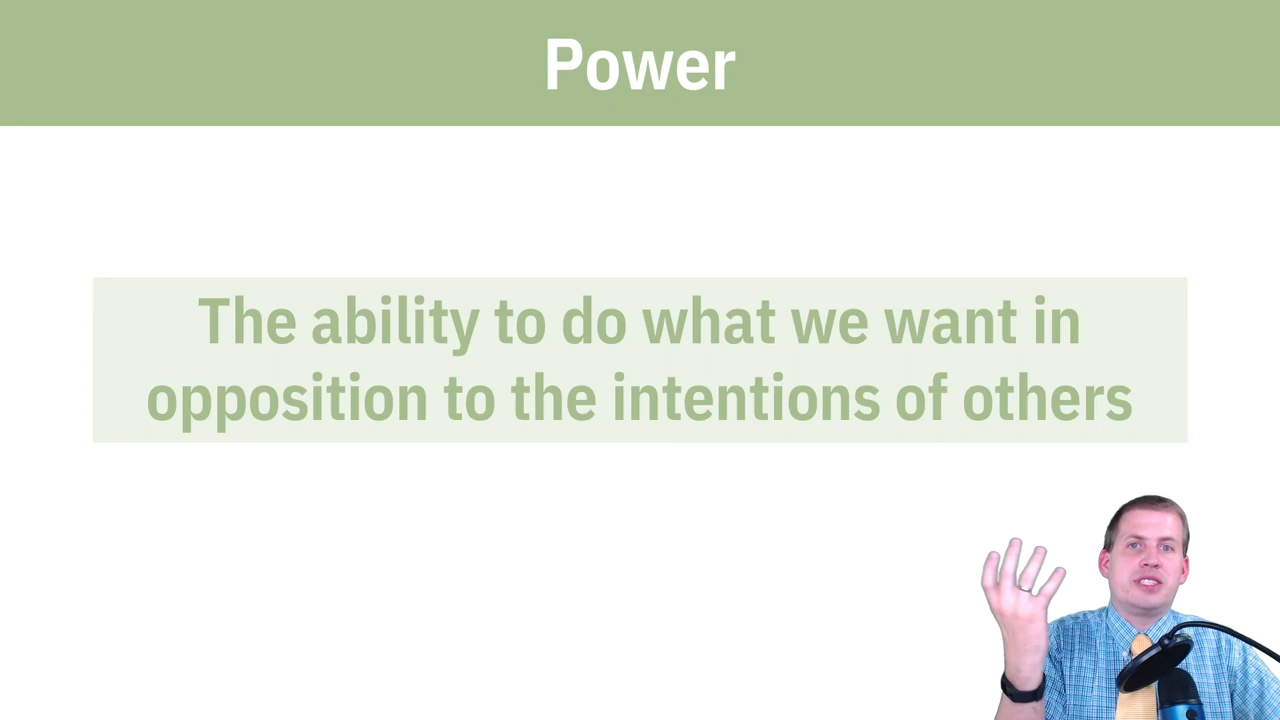 Power
The ability to do what we want in
opposition to the intentions of others